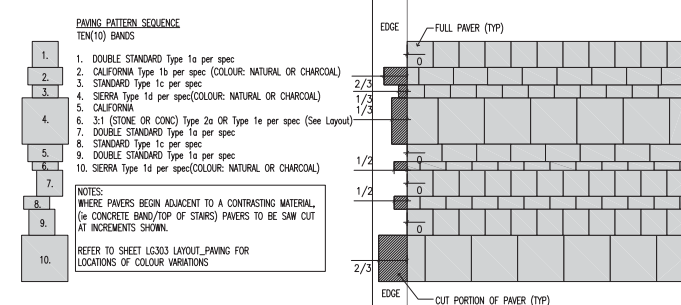 PAVING PATTERN SEQUENCE
TEN(10) BANDS
1.
2.
3.
4.
5.
6.
7.
8.
9.
10.
1. DOUBLE STANDARD Type 1a per spec
2. CALIFORNIA Type 1b per spec (COLOUR: NATURAL OR CHARCOAL)
3. STANDARD Type 1c per spec
4. SIERRA Type 1d per spec(COLOUR: NATURAL OR CHARCOAL)
5. CALIFORNIA
6. 3:1 (STONE OR CONC) Type 2a OR Type 1e per spec (See Layout)
7. DOUBLE STANDARD Type 1a per spec
8. STANDARD Type 1c per spec
9. DOUBLE STANDARD Type 1a per spec
10. SIERRA Type 1d per spec(COLOUR: NATURAL OR CHARCOAL)
NOTES:
WHERE PAVERS BEGIN ADJACENT TO A CONTRASTING MATERIAL,
(ie CONCRETE BAND/TOP OF STAIRS) PAVERS TO BE SAW CUT
AT INCREMENTS SHOWN.
REFER TO SHEET LG303 LAYOUT_PAVING FOR
LOCATIONS OF COLOUR VARIATIONS
EDGE
FULL PAVER (TYP)
0
2/3
1/3
1/3
0
1/2
0
1/2
0
2/3
EDGE
CUT PORTION OF PAVER (TYP)